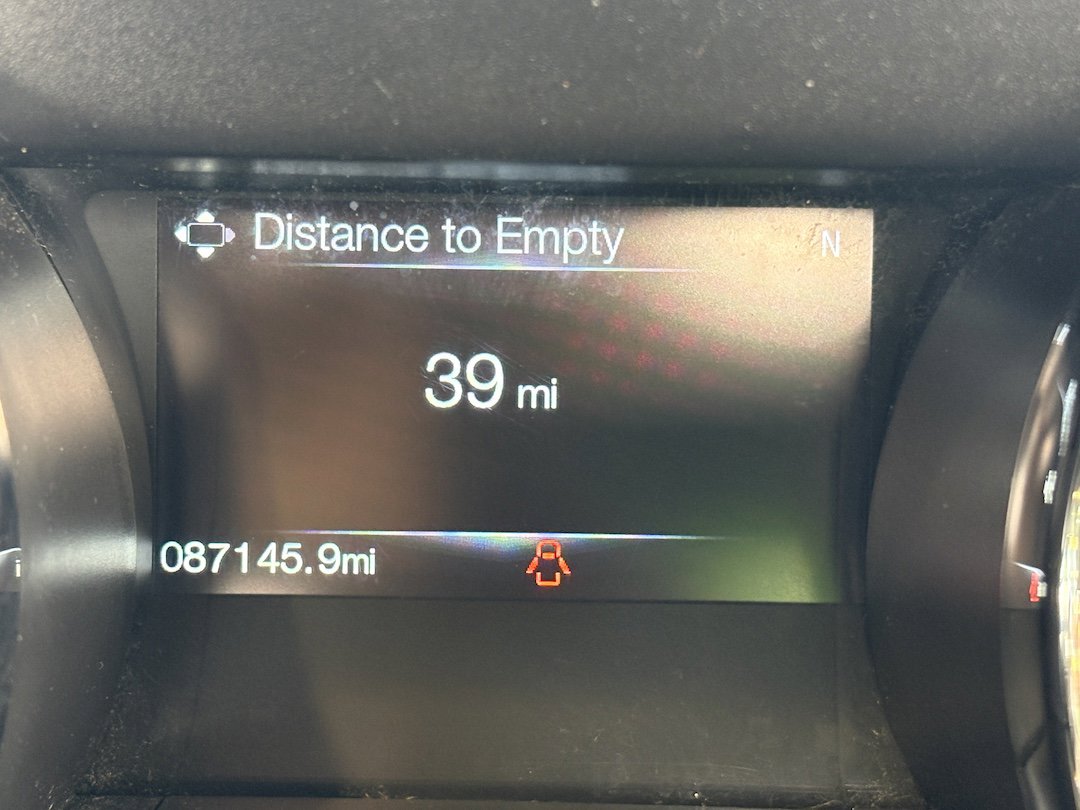 Distance to Empty N
39 mi
087145.9mi